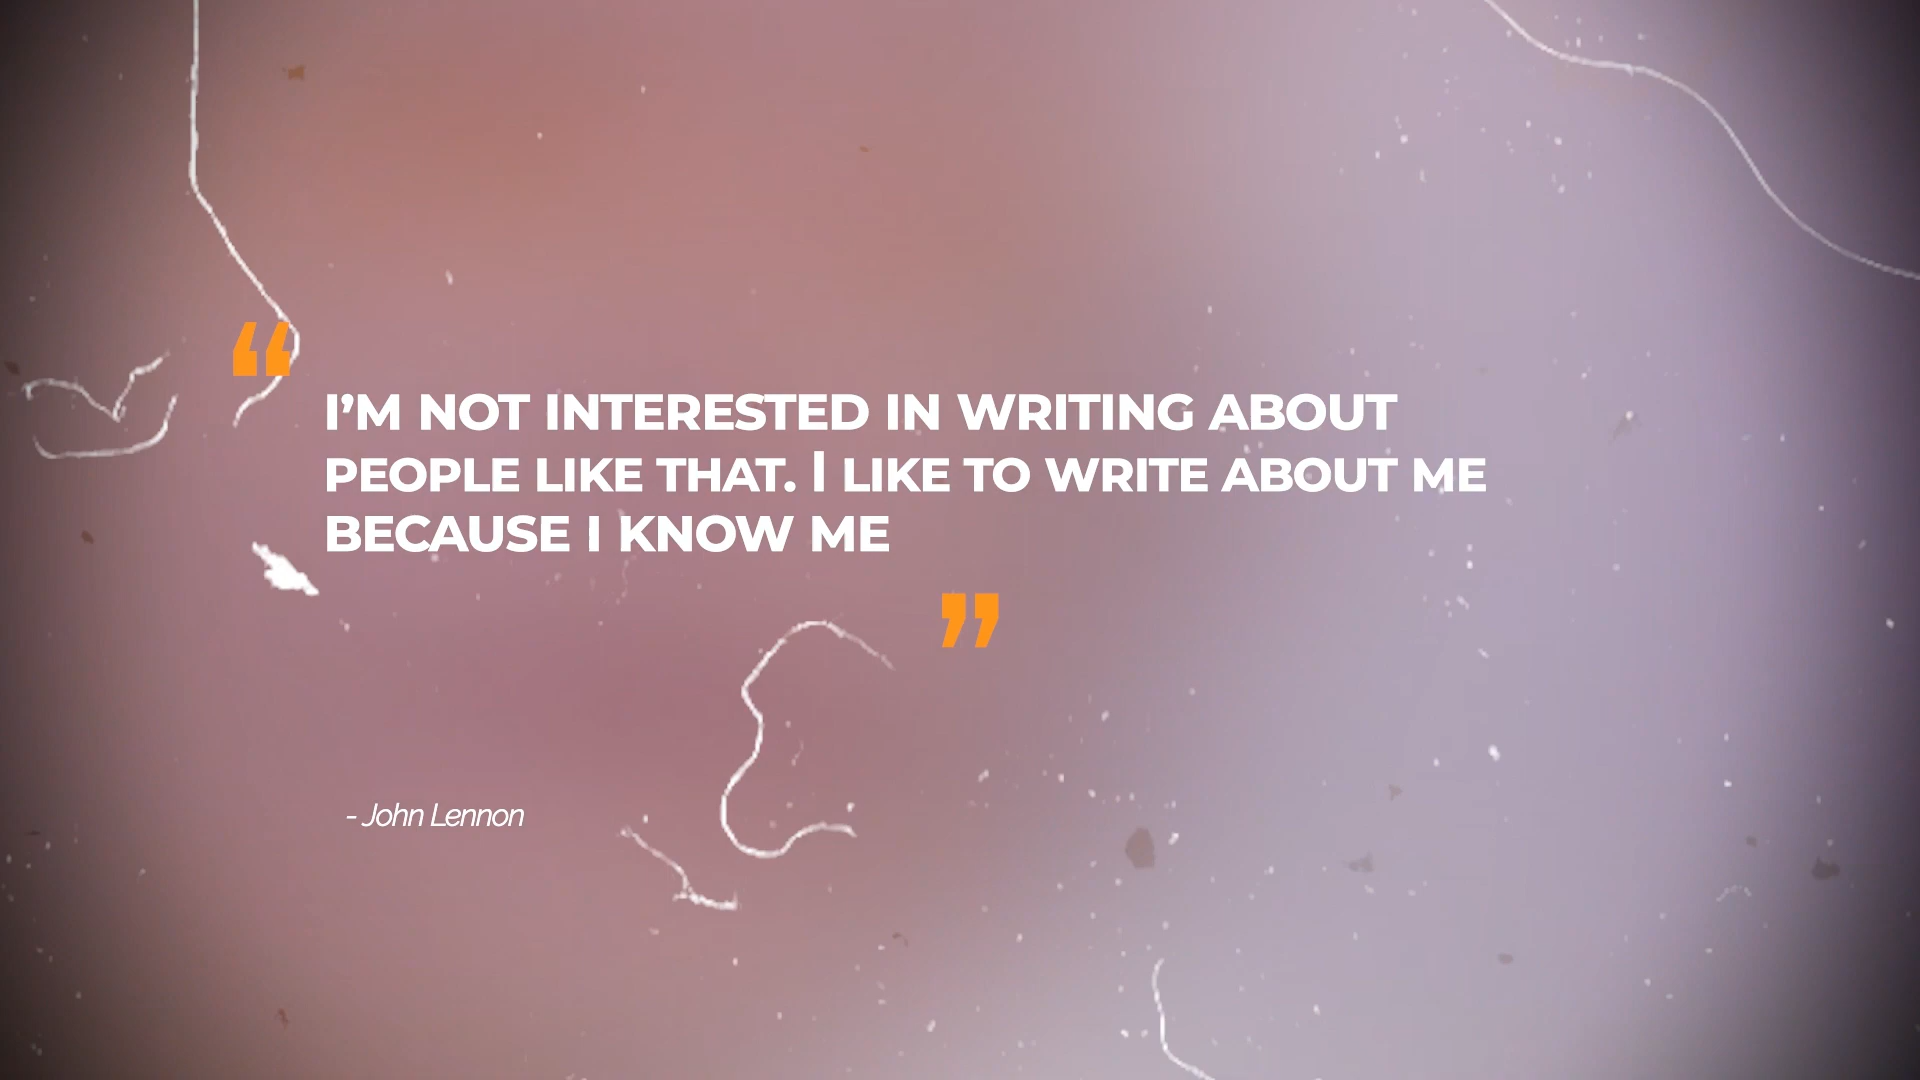 “
I’M NOT INTERESTED IN WRITING ABOUT
PEOPLE LIKE THAT. I LIKE TO WRITE ABOUT ME
BECAUSE I KNOW ME
”
- John Lennon